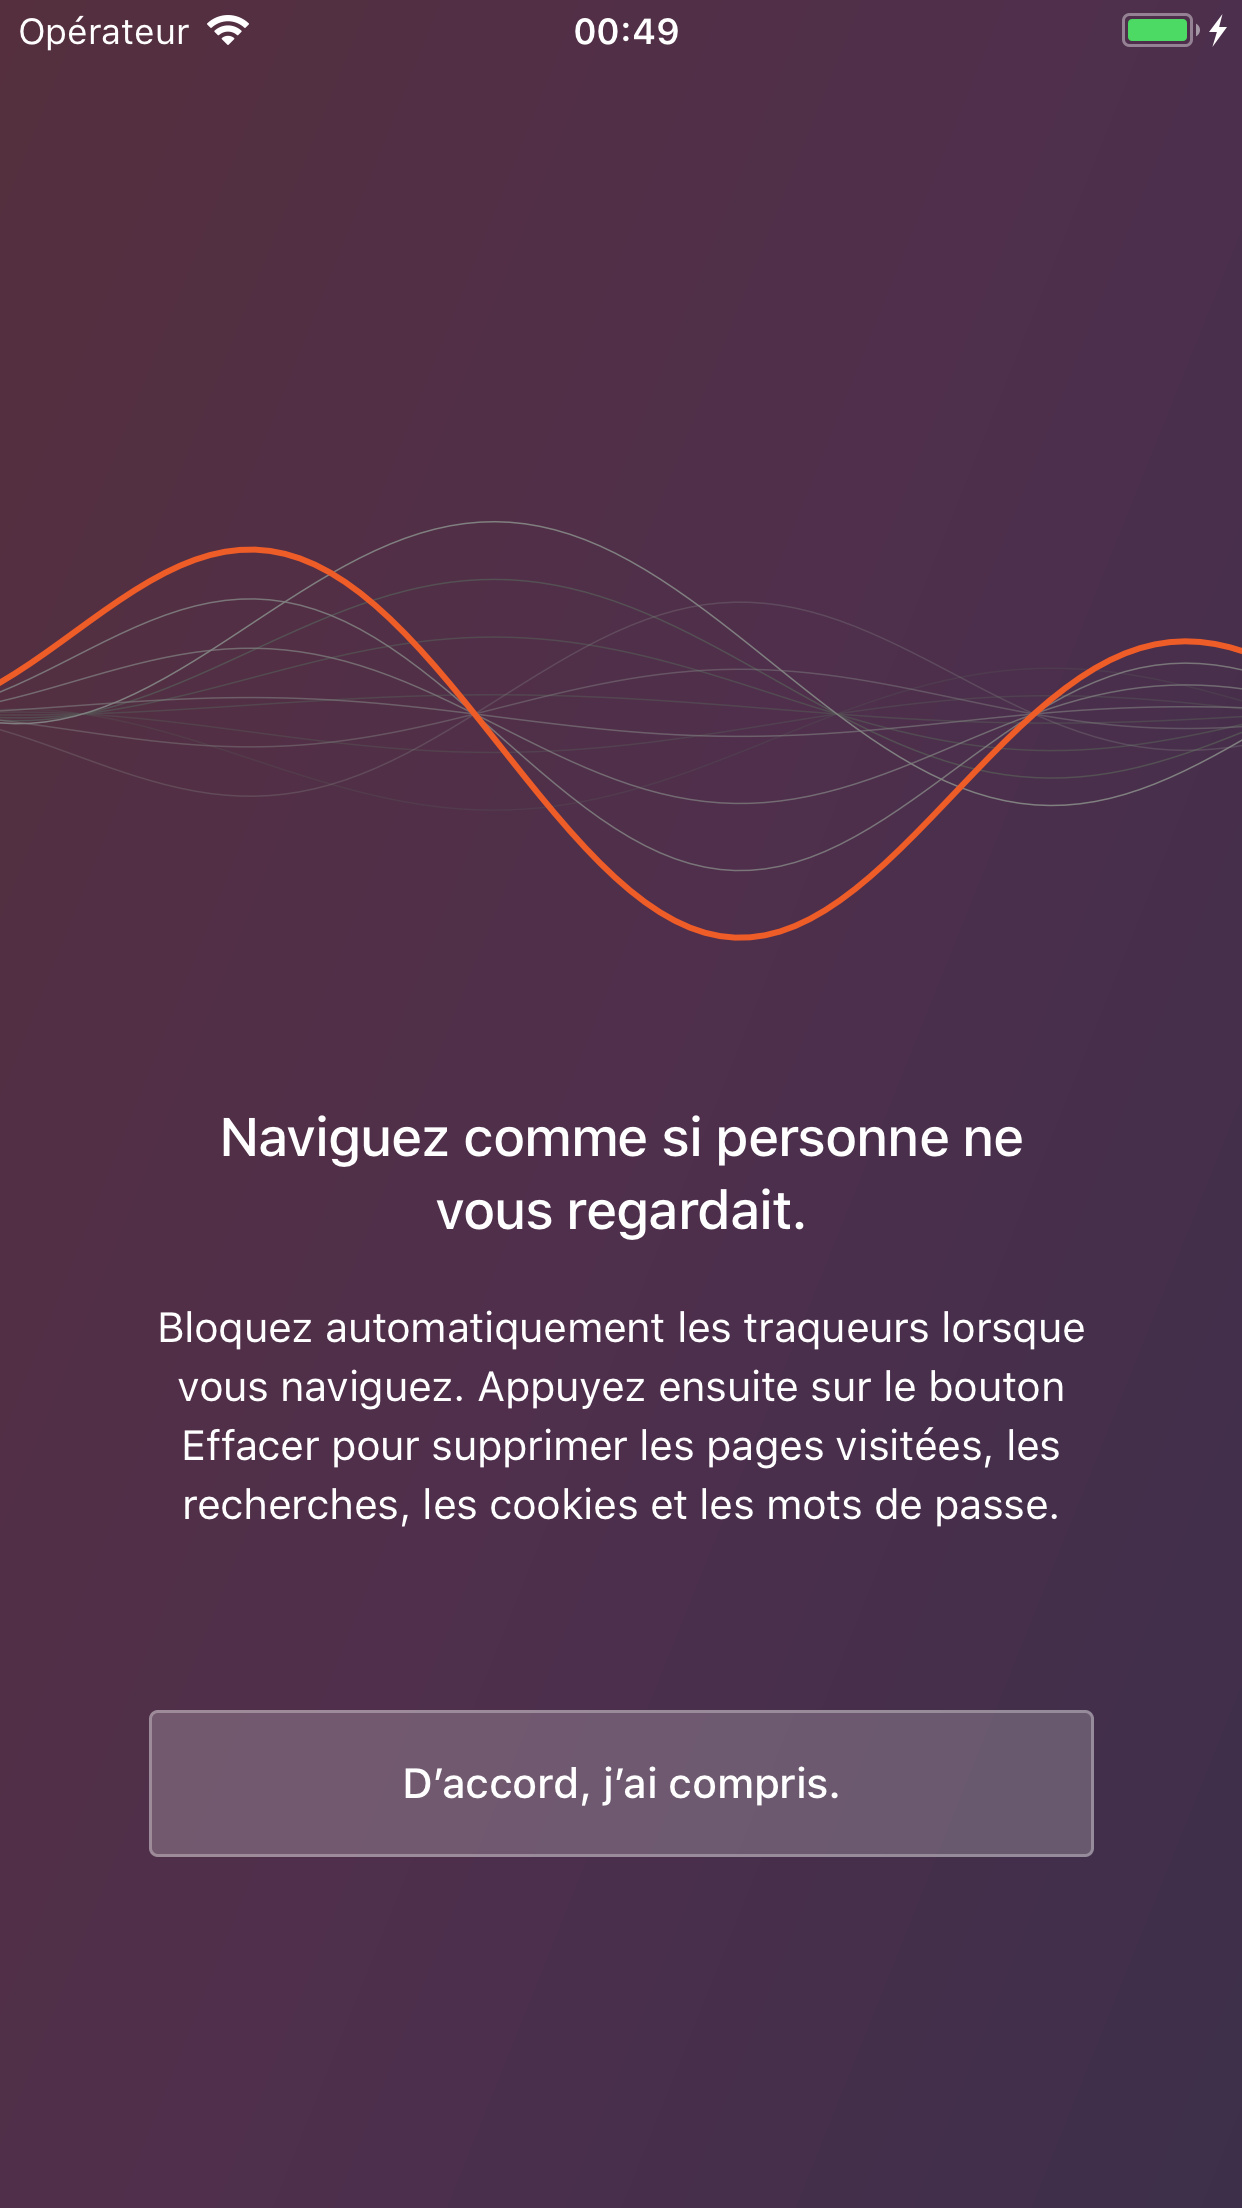 Opérateur 00:49
Naviguez comme si personne ne
vous regardait.
Bloquez automatiquement les traqueurs lorsque
vous naviguez. Appuyez ensuite sur le bouton
Effacer pour supprimer les pages visitées, les
recherches, les cookies et les mots de passe.
D’accord, j’ai compris.